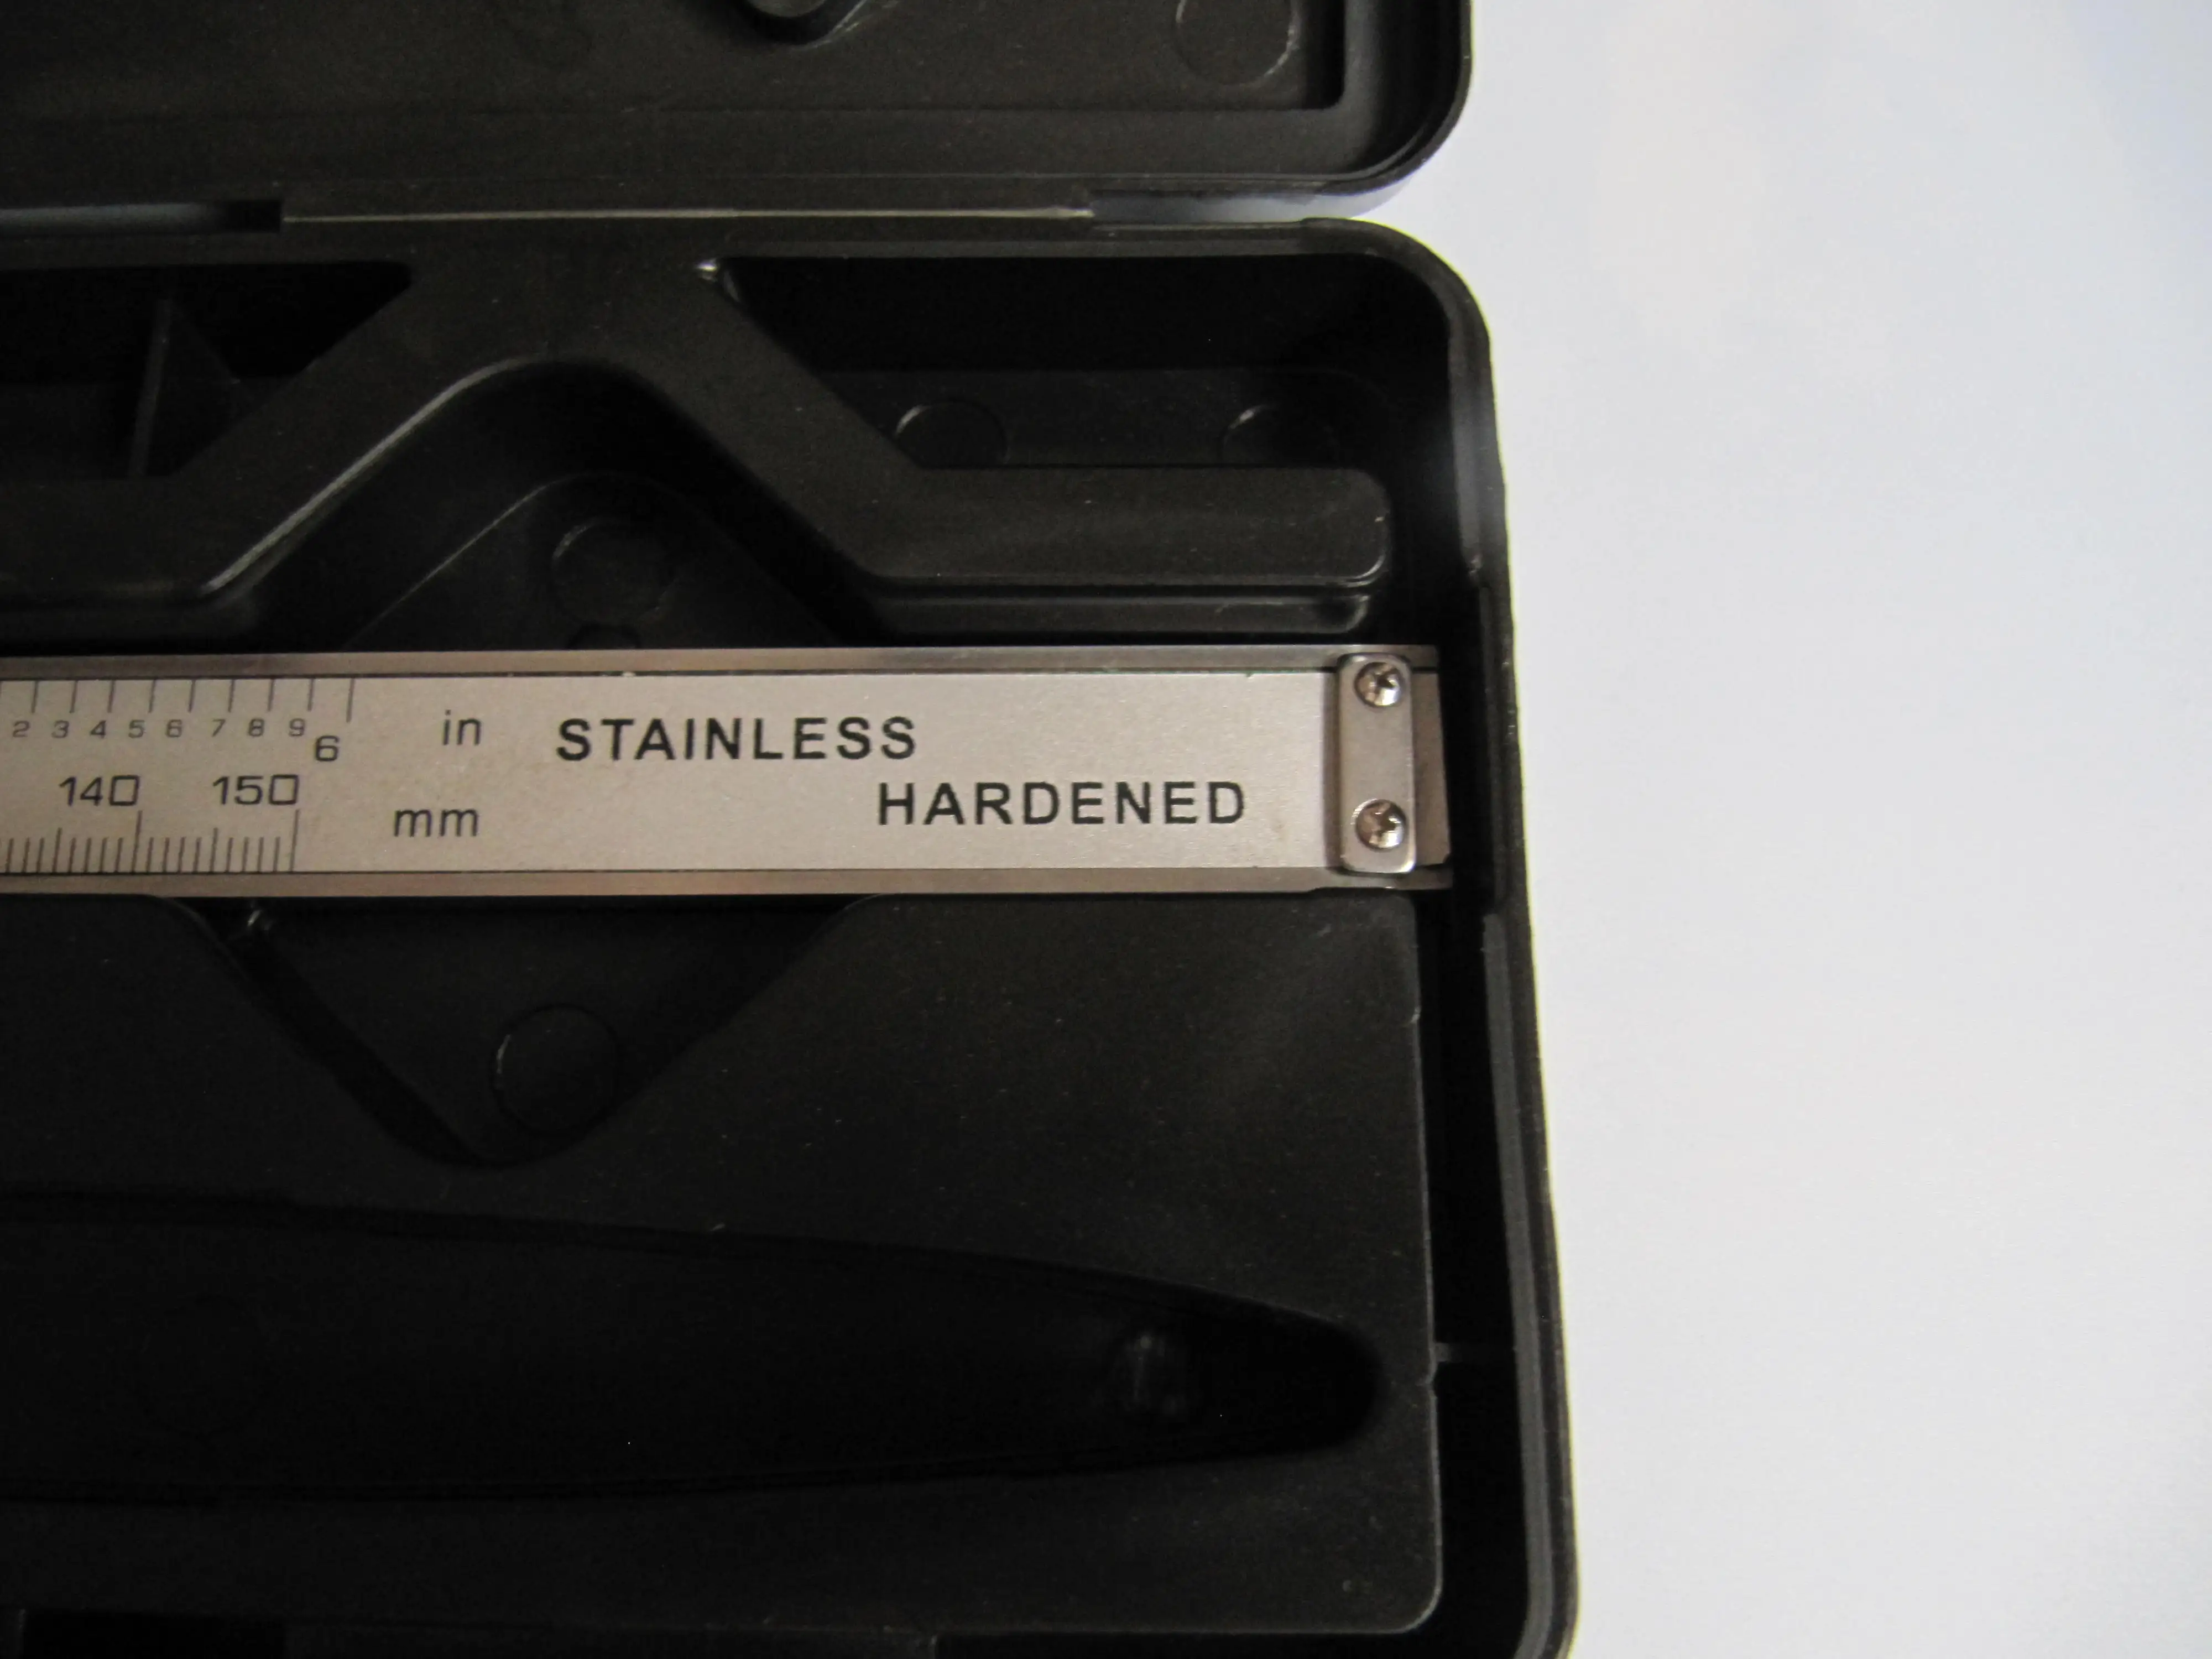 2 3 4 5 6 7 8 9 6 in
STAINLESS
HARDENED
140 150 mm